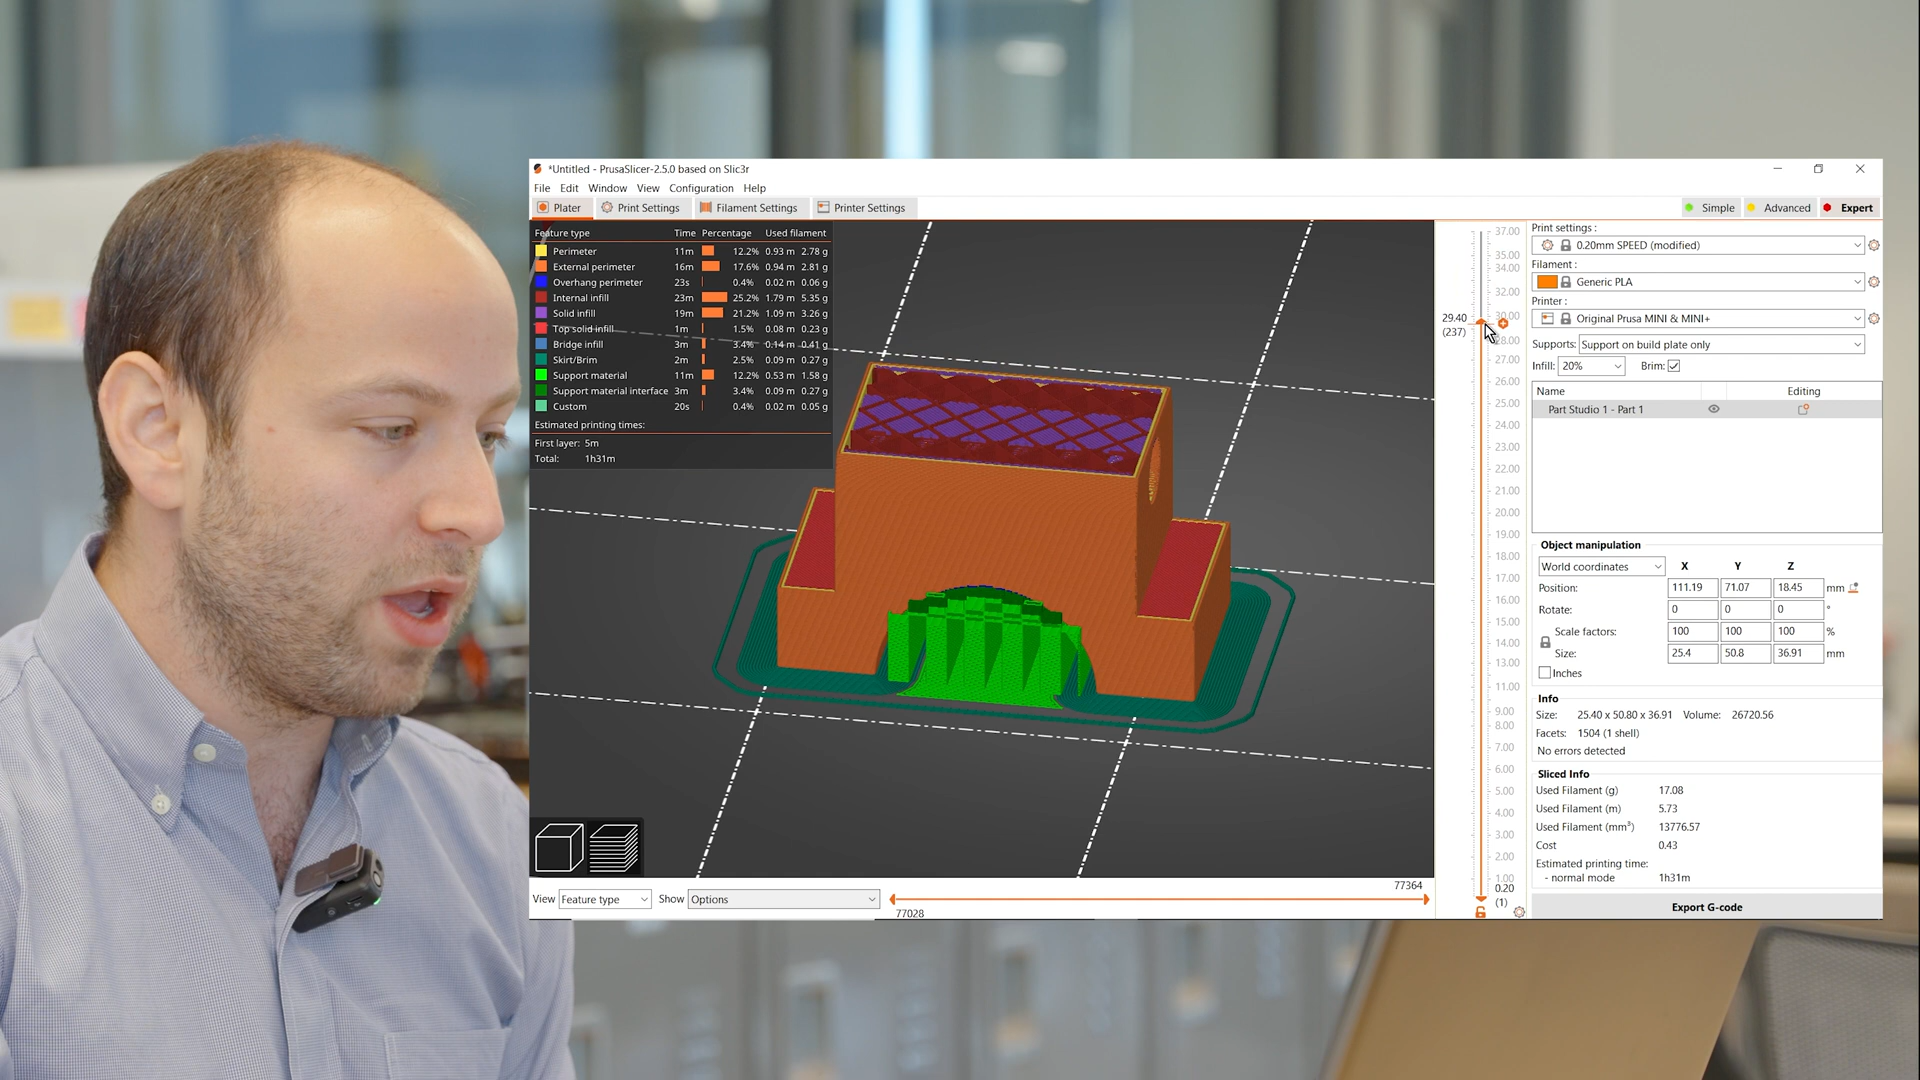 *Untitled - PrusaSlicer-2.5.0 based on Slic3r
File Edit Window View Configuration Help
Plater Print Settings Filament Settings Printer Settings Simple Advanced Expert
Feature type Time Percentage Used filament
Perimeter 11m 12.2% 0.93 m 2.78 g
External perimeter 16m 17.6% 0.94 m 2.81 g
Overhang perimeter 23s 0.4% 0.02 m 0.06 g
Internal infill 23m 25.2% 1.79 m 5.35 g
Solid infill 19m 21.2% 1.09 m 3.26 g
Top solid infill 1m 1.5% 0.08 m 0.23 g
Bridge infill 3m 3.4% 0.14 m 0.41 g
Skirt/Brim 2m 2.5% 0.09 m 0.27 g
Support material 11m 12.2% 0.53 m 1.58 g
Support material interface 3m 3.4% 0.09 m 0.27 g
Custom 20s 0.4% 0.02 m 0.05 g
Estimated printing times:
First layer: 5m
Total: 1h31m
View Feature type Show Options
77364
77028
29.40
(237)
37.00
35.00
34.00
32.00
30.00
28.00
27.00
26.00
25.00
24.00
23.00
22.00
21.00
20.00
19.00
18.00
17.00
16.00
15.00
14.00
13.00
11.00
9.00
8.00
7.00
6.00
5.00
4.00
3.00
2.00
1.00
0.20
(1)
Print settings :
0.20mm SPEED (modified)
Filament :
Generic PLA
Printer :
Original Prusa MINI & MINI+
Supports: Support on build plate only
Infill: 20% Brim:
Name Editing
Part Studio 1 - Part 1
Object manipulation
World coordinates X Y Z
Position: 111.19 71.07 18.45 mm
Rotate: 0 0 0 °
Scale factors: 100 100 100 %
Size: 25.4 50.8 36.91 mm
Inches
Info
Size: 25.40 x 50.80 x 36.91 Volume: 26720.56
Facets: 1504 (1 shell)
No errors detected
Sliced Info
Used Filament (g) 17.08
Used Filament (m) 5.73
Used Filament (mm³) 13776.57
Cost 0.43
Estimated printing time:
- normal mode 1h31m
Export G-code